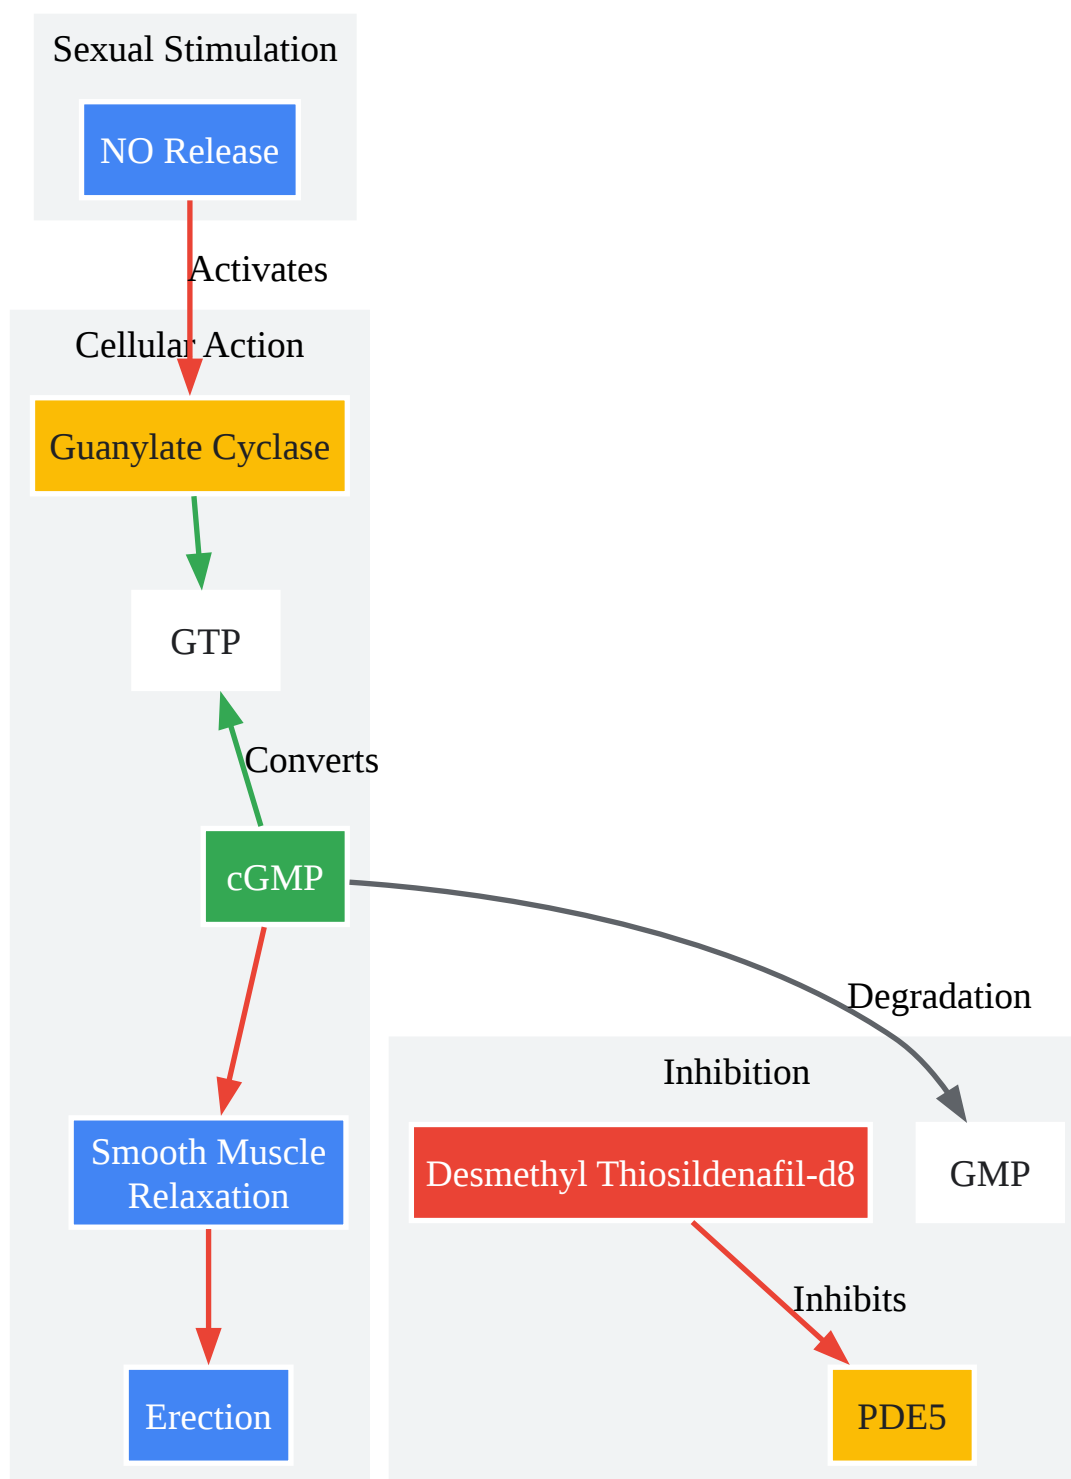 Sexual Stimulation
NO Release
Activates
Cellular Action
Guanylate Cyclase
GTP
Converts
cGMP
Degradation
Inhibition
Smooth Muscle
Relaxation
Desmethyl Thiosildenafil-d8
GMP
Inhibits
Erection
PDE5